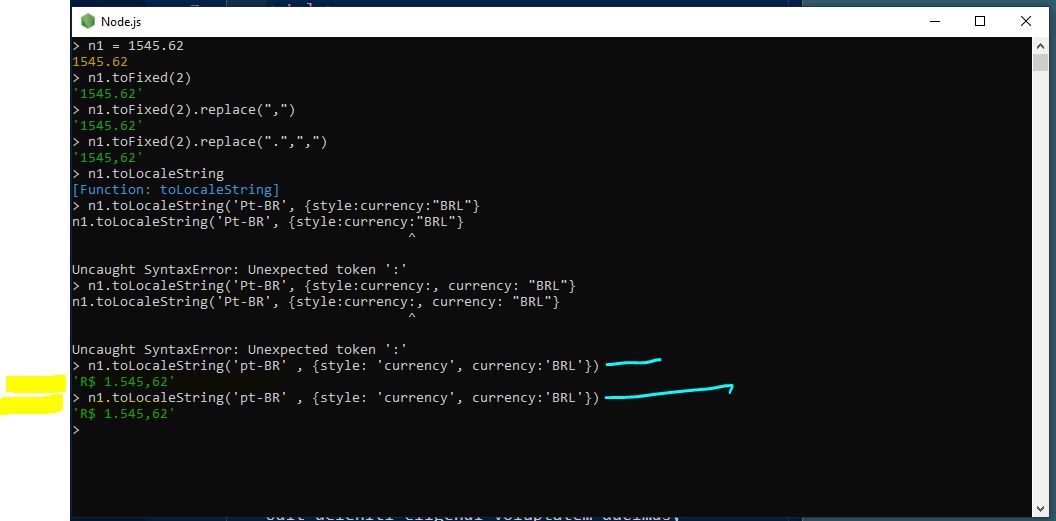 Node.js
> n1 = 1545.62
1545.62
> n1.toFixed(2)
'1545.62'
> n1.toFixed(2).replace(",")
'1545.62'
> n1.toFixed(2).replace(".",",")
'1545,62'
> n1.toLocaleString
[Function: toLocaleString]
> n1.toLocaleString('Pt-BR', {style:currency:"BRL"}
n1.toLocaleString('Pt-BR', {style:currency:"BRL"}
^
Uncaught SyntaxError: Unexpected token ':'
> n1.toLocaleString('Pt-BR', {style:currency:, currency: "BRL"}
n1.toLocaleString('Pt-BR', {style:currency:, currency: "BRL"}
^
Uncaught SyntaxError: Unexpected token ':'
> n1.toLocaleString('pt-BR' , {style: 'currency', currency:'BRL'})
'R$ 1.545,62'
> n1.toLocaleString('pt-BR' , {style: 'currency', currency:'BRL'})
'R$ 1.545,62'
>